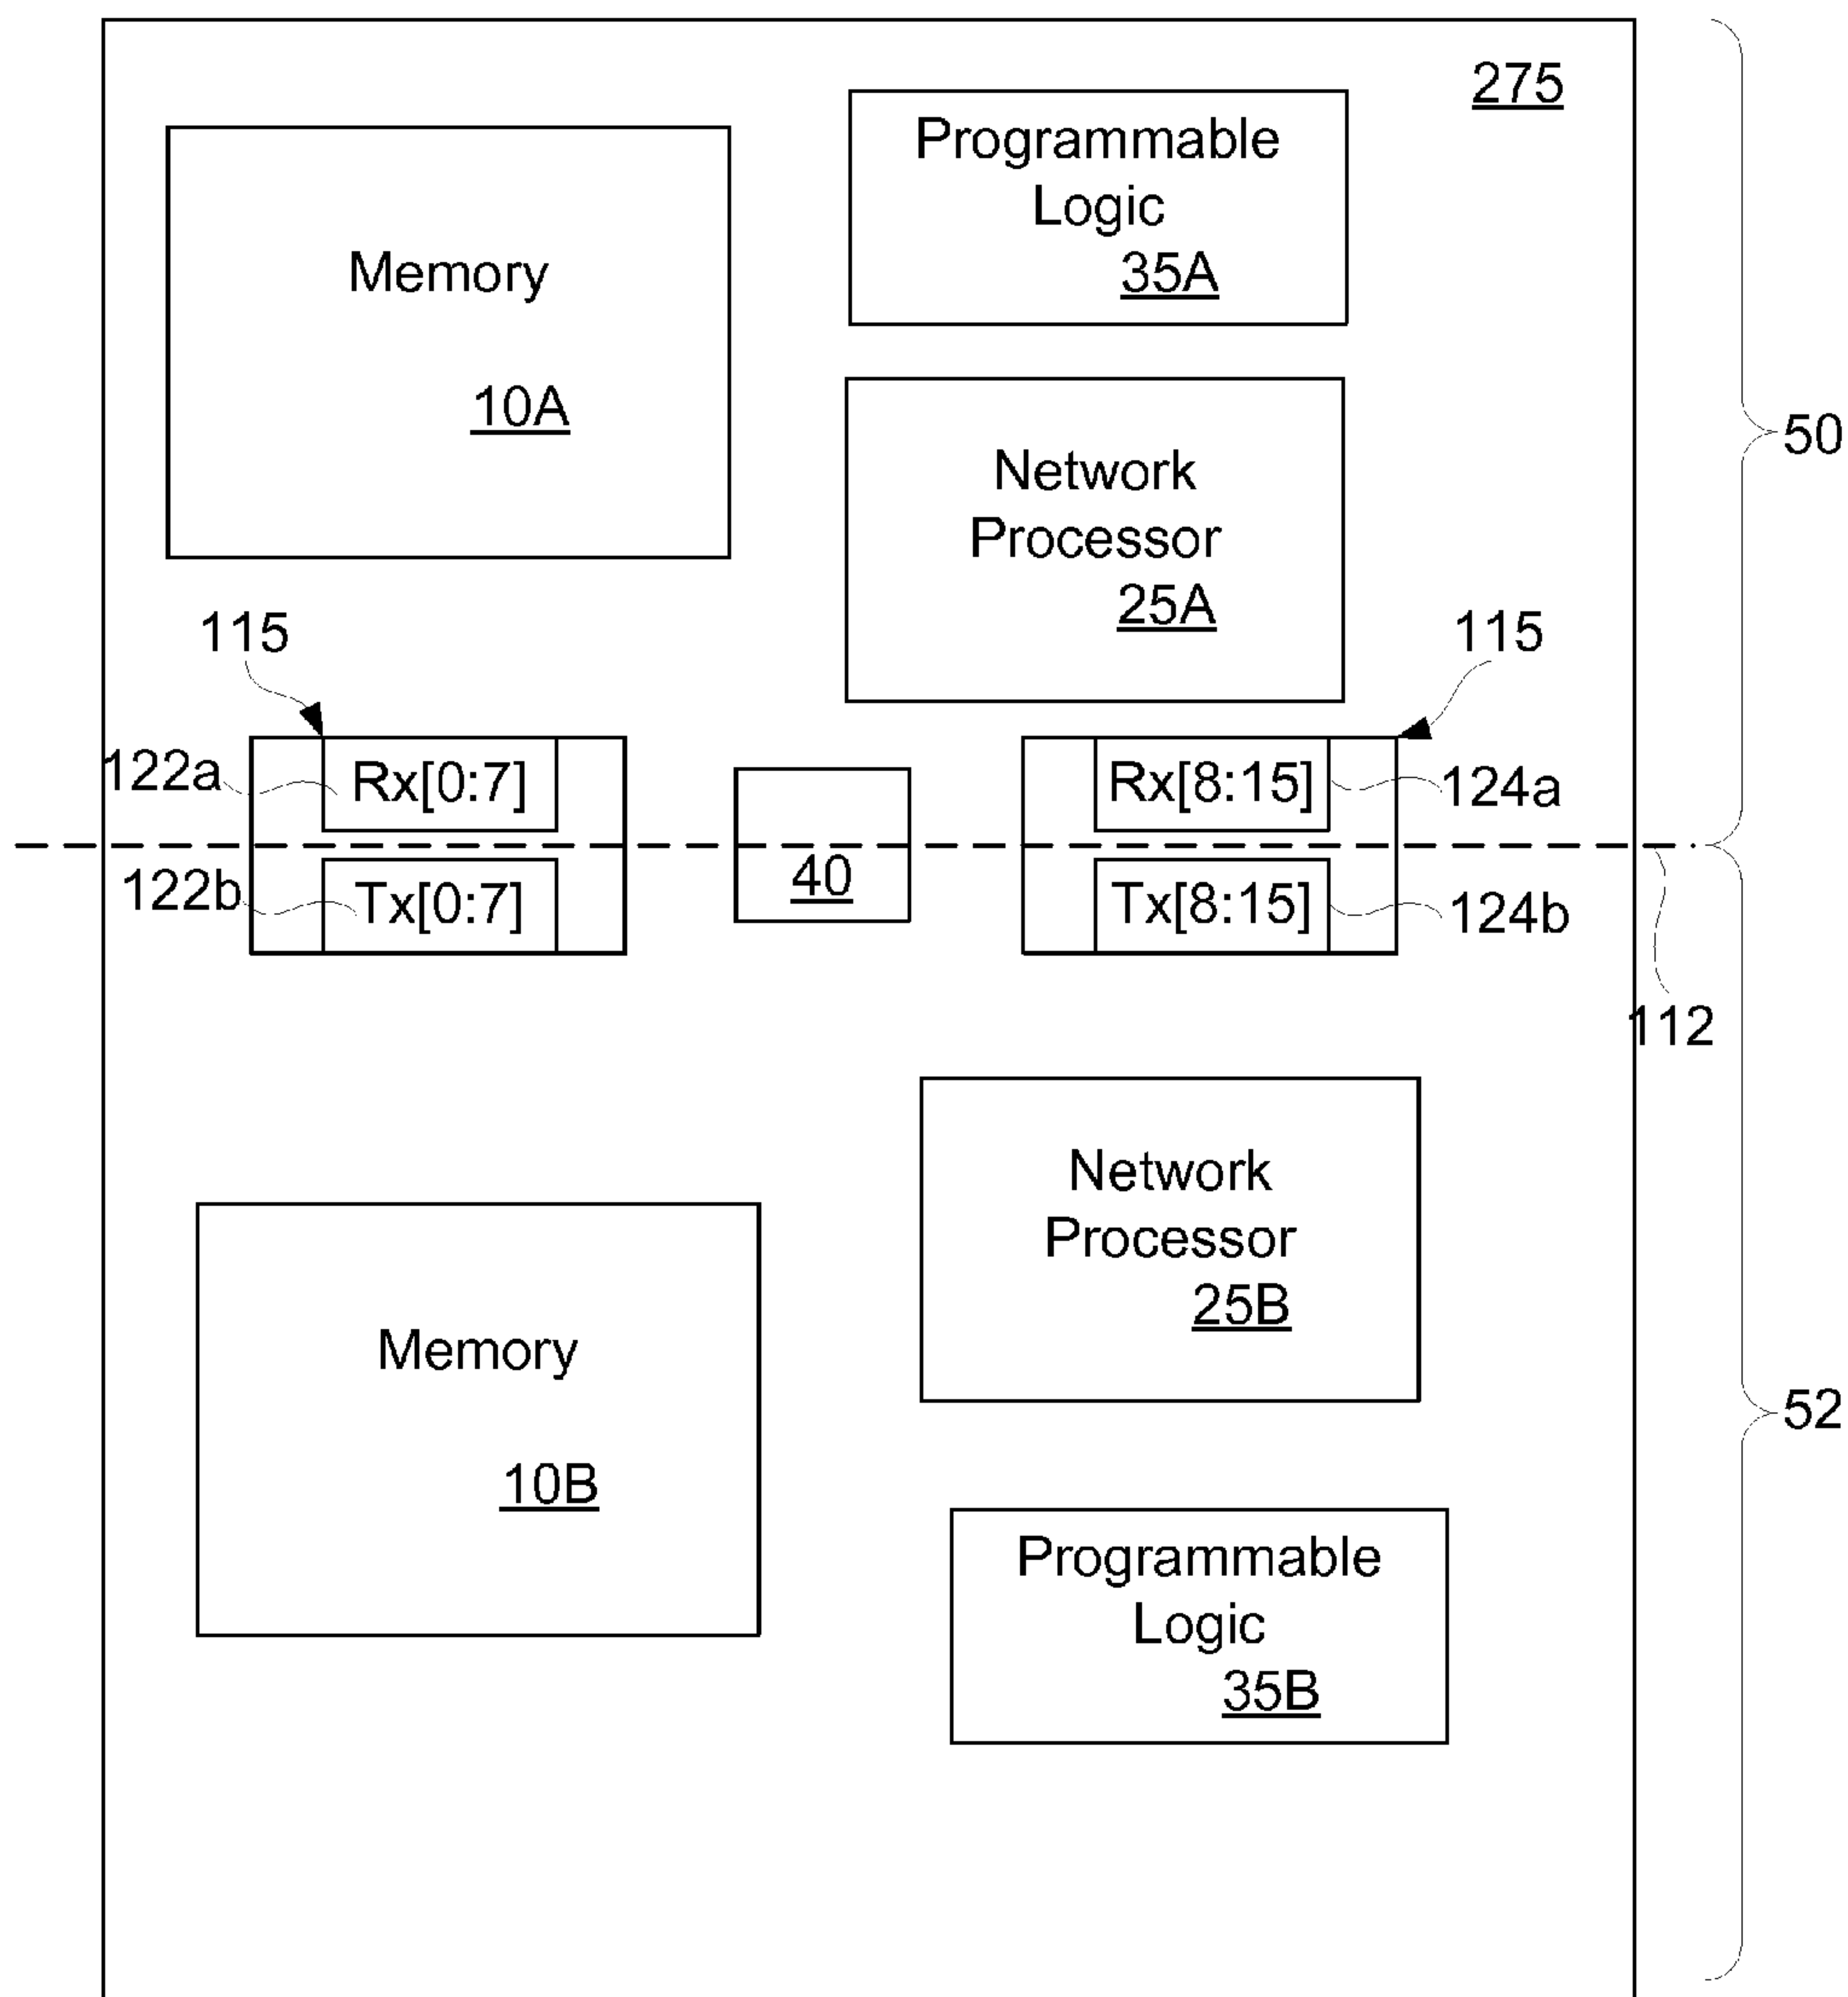 275
Programmable
Logic
35A
Memory
10A
50
Network
Processor
25A
115
115
122a
Rx[0:7]
Rx[8:15]
124a
40
122b
Tx[0:7]
Tx[8:15]
124b
112
Network
Processor
25B
Memory
10B
52
Programmable
Logic
35B